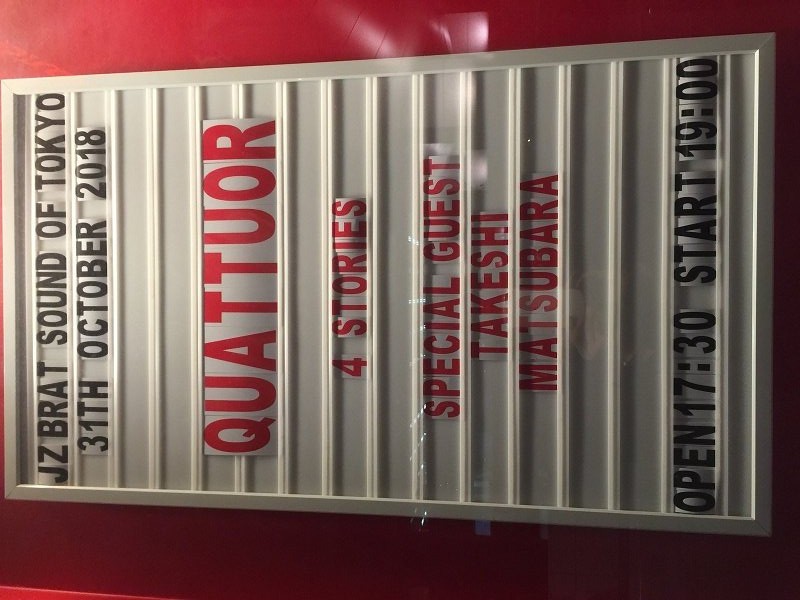 JZ BRAT SOUND OF TOKYO
31TH OCTOBER 2018
QUATTUOR
4 STORIES
SPECIAL GUEST
TAKESHI
MATSUBARA
OPEN 17:30 START 19:00